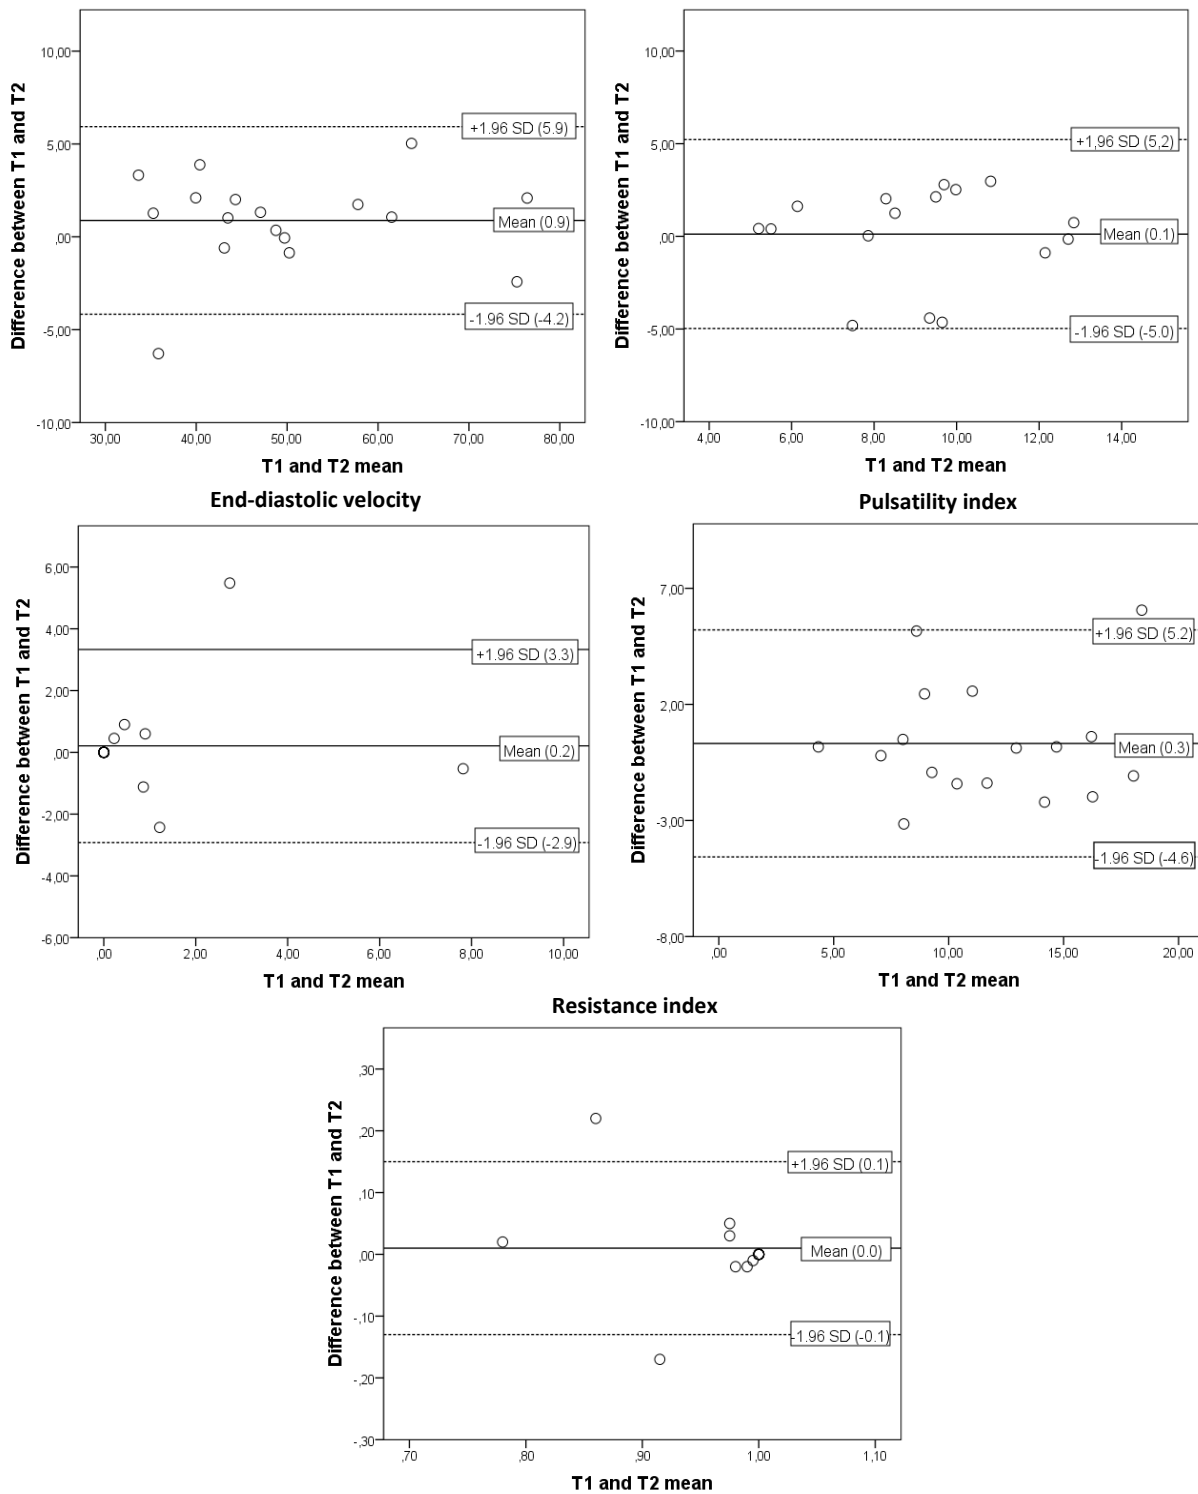 10,00
5,00
,00
-5,00
-10,00
Difference between T1 and T2
+1.96 SD (5.9)
Mean (0.9)
-1.96 SD (-4.2)
30,00 40,00 50,00 60,00 70,00 80,00
T1 and T2 mean
10,00
5,00
,00
-5,00
-10,00
Difference between T1 and T2
+1,96 SD (5,2)
Mean (0.1)
-1.96 SD (-5.0)
4,00 6,00 8,00 10,00 12,00 14,00
T1 and T2 mean
End-diastolic velocity
6,00
4,00
2,00
,00
-2,00
-4,00
-6,00
Difference between T1 and T2
+1.96 SD (3.3)
Mean (0.2)
-1.96 SD (-2.9)
,00 2,00 4,00 6,00 8,00 10,00
T1 and T2 mean
Pulsatility index
7,00
2,00
-3,00
-8,00
Difference between T1 and T2
+1.96 SD (5.2)
Mean (0.3)
-1.96 SD (-4.6)
,00 5,00 10,00 15,00 20,00
T1 and T2 mean
Resistance index
,30
,20
,10
,00
-,10
-,20
-,30
Difference between T1 and T2
+1.96 SD (0.1)
Mean (0.0)
-1.96 SD (-0.1)
,70 ,80 ,90 1,00 1,10
T1 and T2 mean